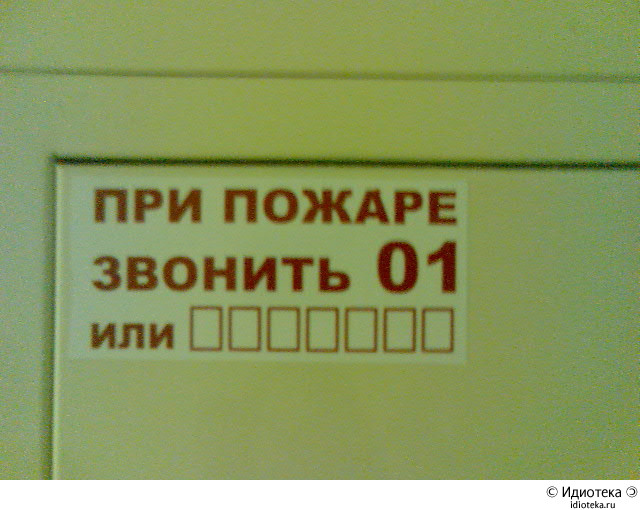 ПРИ ПОЖАРЕ
ЗВОНИТЬ 01
или □□□□□□□
© Идиотека
idioteka.ru